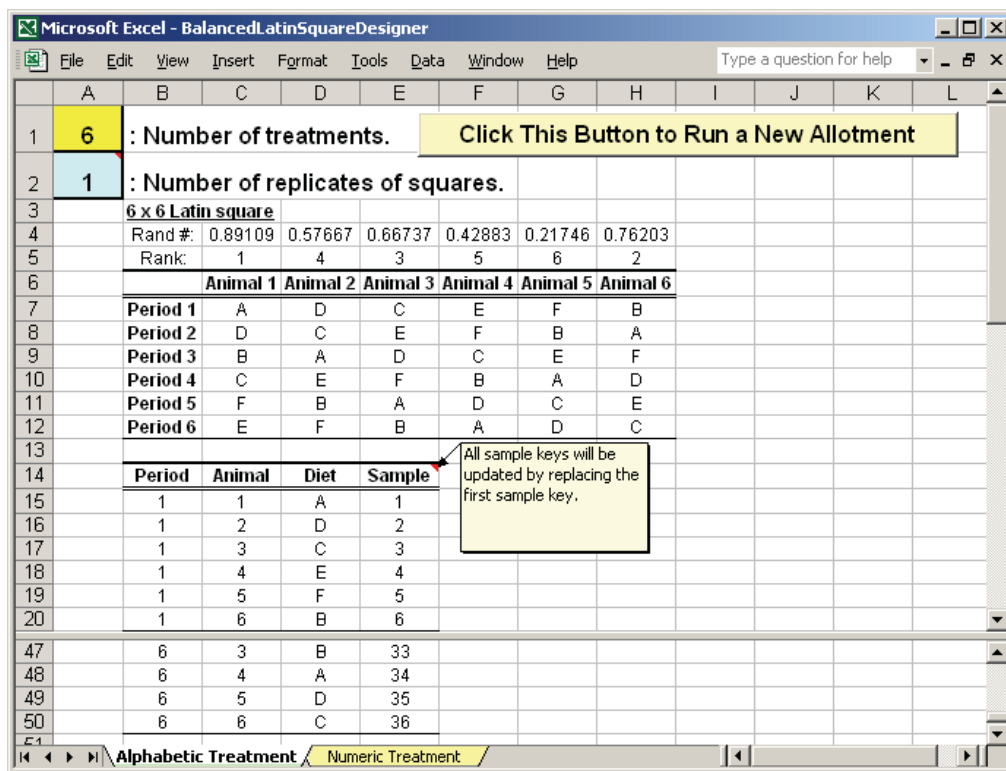 Microsoft Excel - BalancedLatinSquareDesigner
File Edit View Insert Format Tools Data Window Help Type a question for help
A B C D E F G H I J K L
1 6 : Number of treatments. Click This Button to Run a New Allotment
2 1 : Number of replicates of squares.
3 6 x 6 Latin square
4 Rand #: 0.89109 0.57667 0.66737 0.42883 0.21746 0.76203
5 Rank: 1 4 3 5 6 2
6 Animal 1 Animal 2 Animal 3 Animal 4 Animal 5 Animal 6
7 Period 1 A D C E F B
8 Period 2 D C E F B A
9 Period 3 B A D C E F
10 Period 4 C E F B A D
11 Period 5 F B A D C E
12 Period 6 E F B A D C
13
14 Period Animal Diet Sample
All sample keys will be
updated by replacing the
first sample key.
15 1 1 A 1
16 1 2 D 2
17 1 3 C 3
18 1 4 E 4
19 1 5 F 5
20 1 6 B 6
47 6 3 B 33
48 6 4 A 34
49 6 5 D 35
50 6 6 C 36
51
Alphabetic Treatment Numeric Treatment